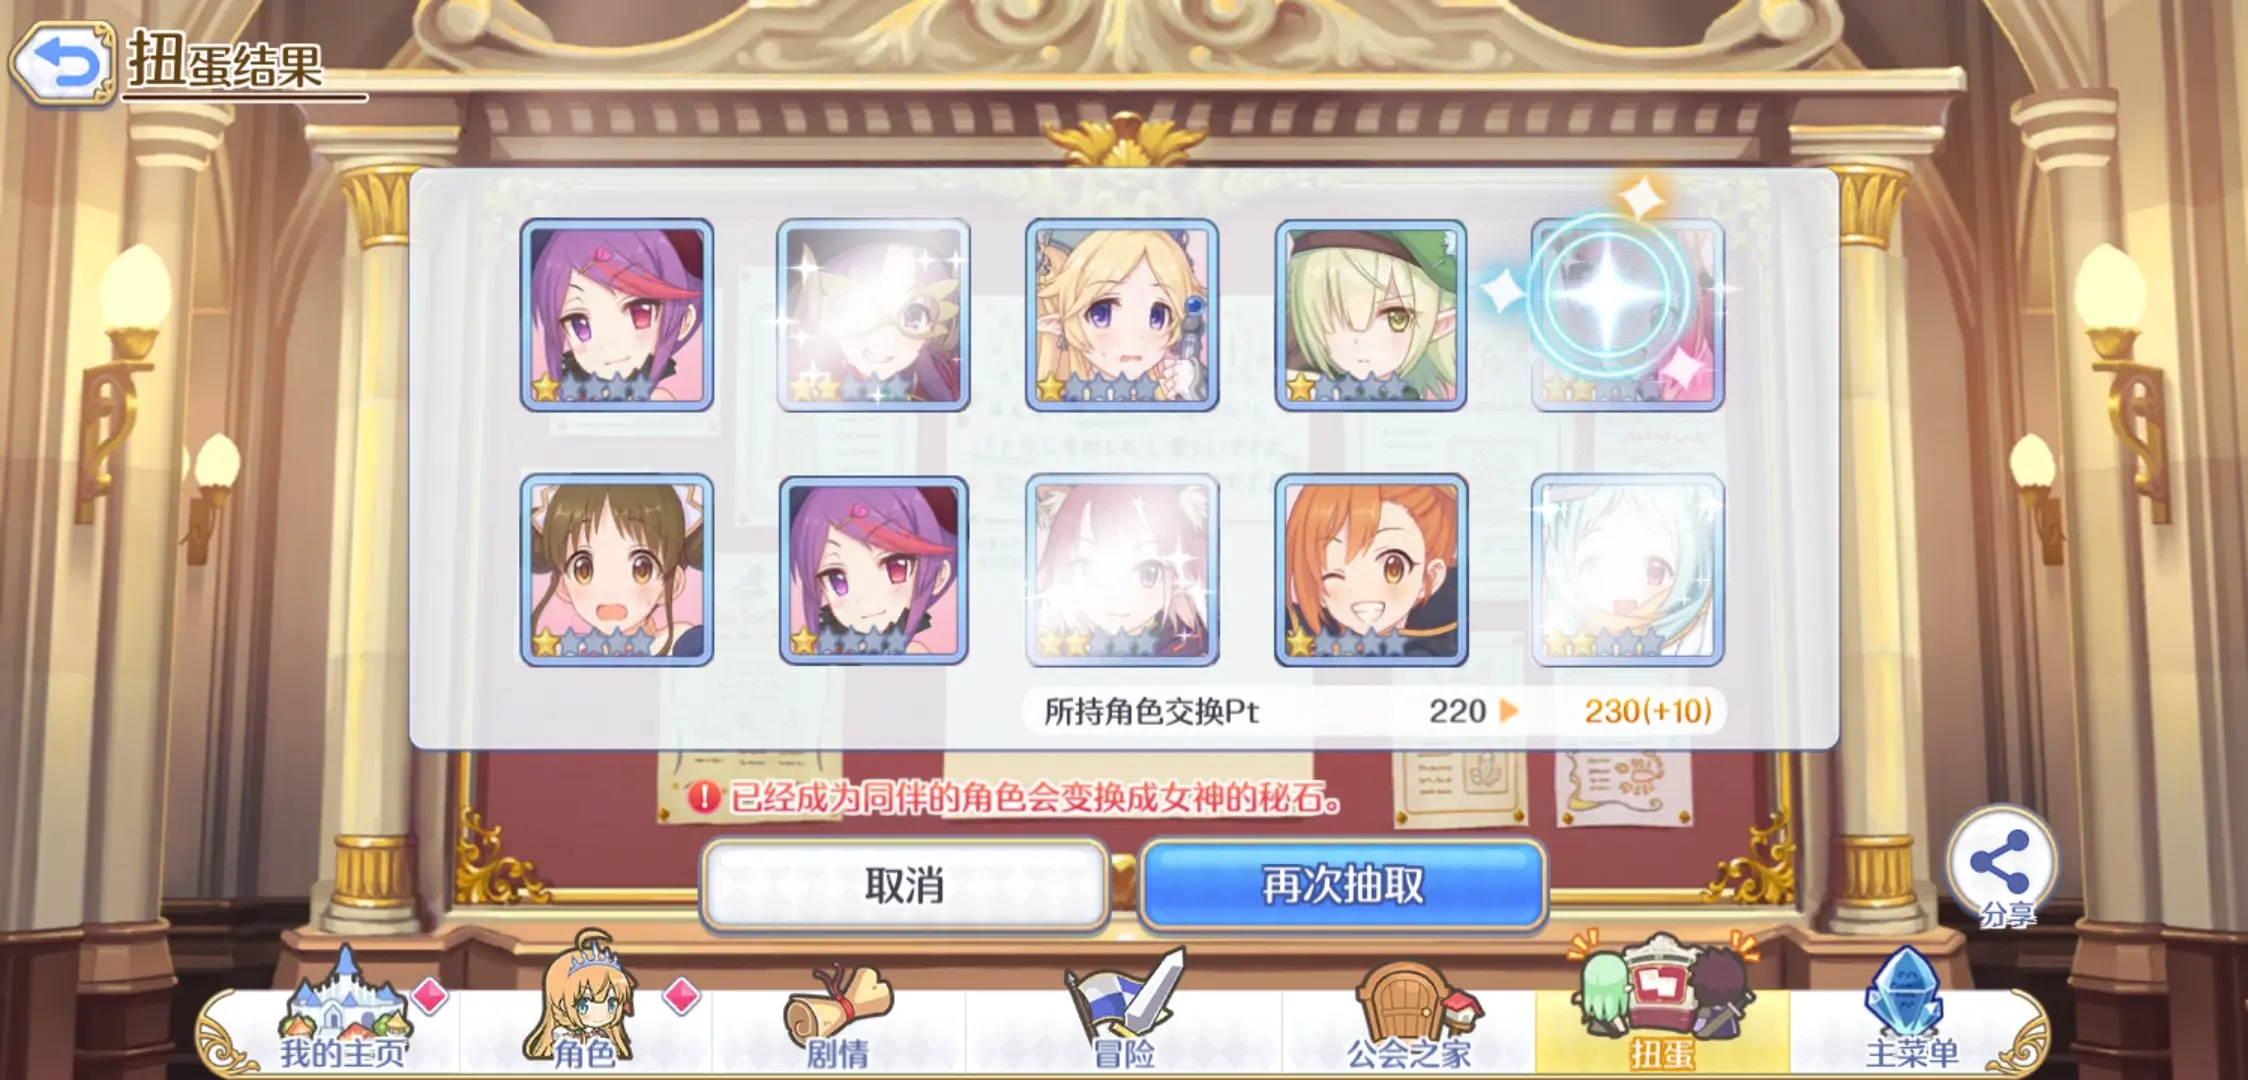 扭蛋结果
所持角色交换Pt 220 230(+10)
已经成为同伴的角色会变换成女神的秘石。
取消 再次抽取
分享
我的主页 角色 剧情 冒险 公会之家 扭蛋 主菜单